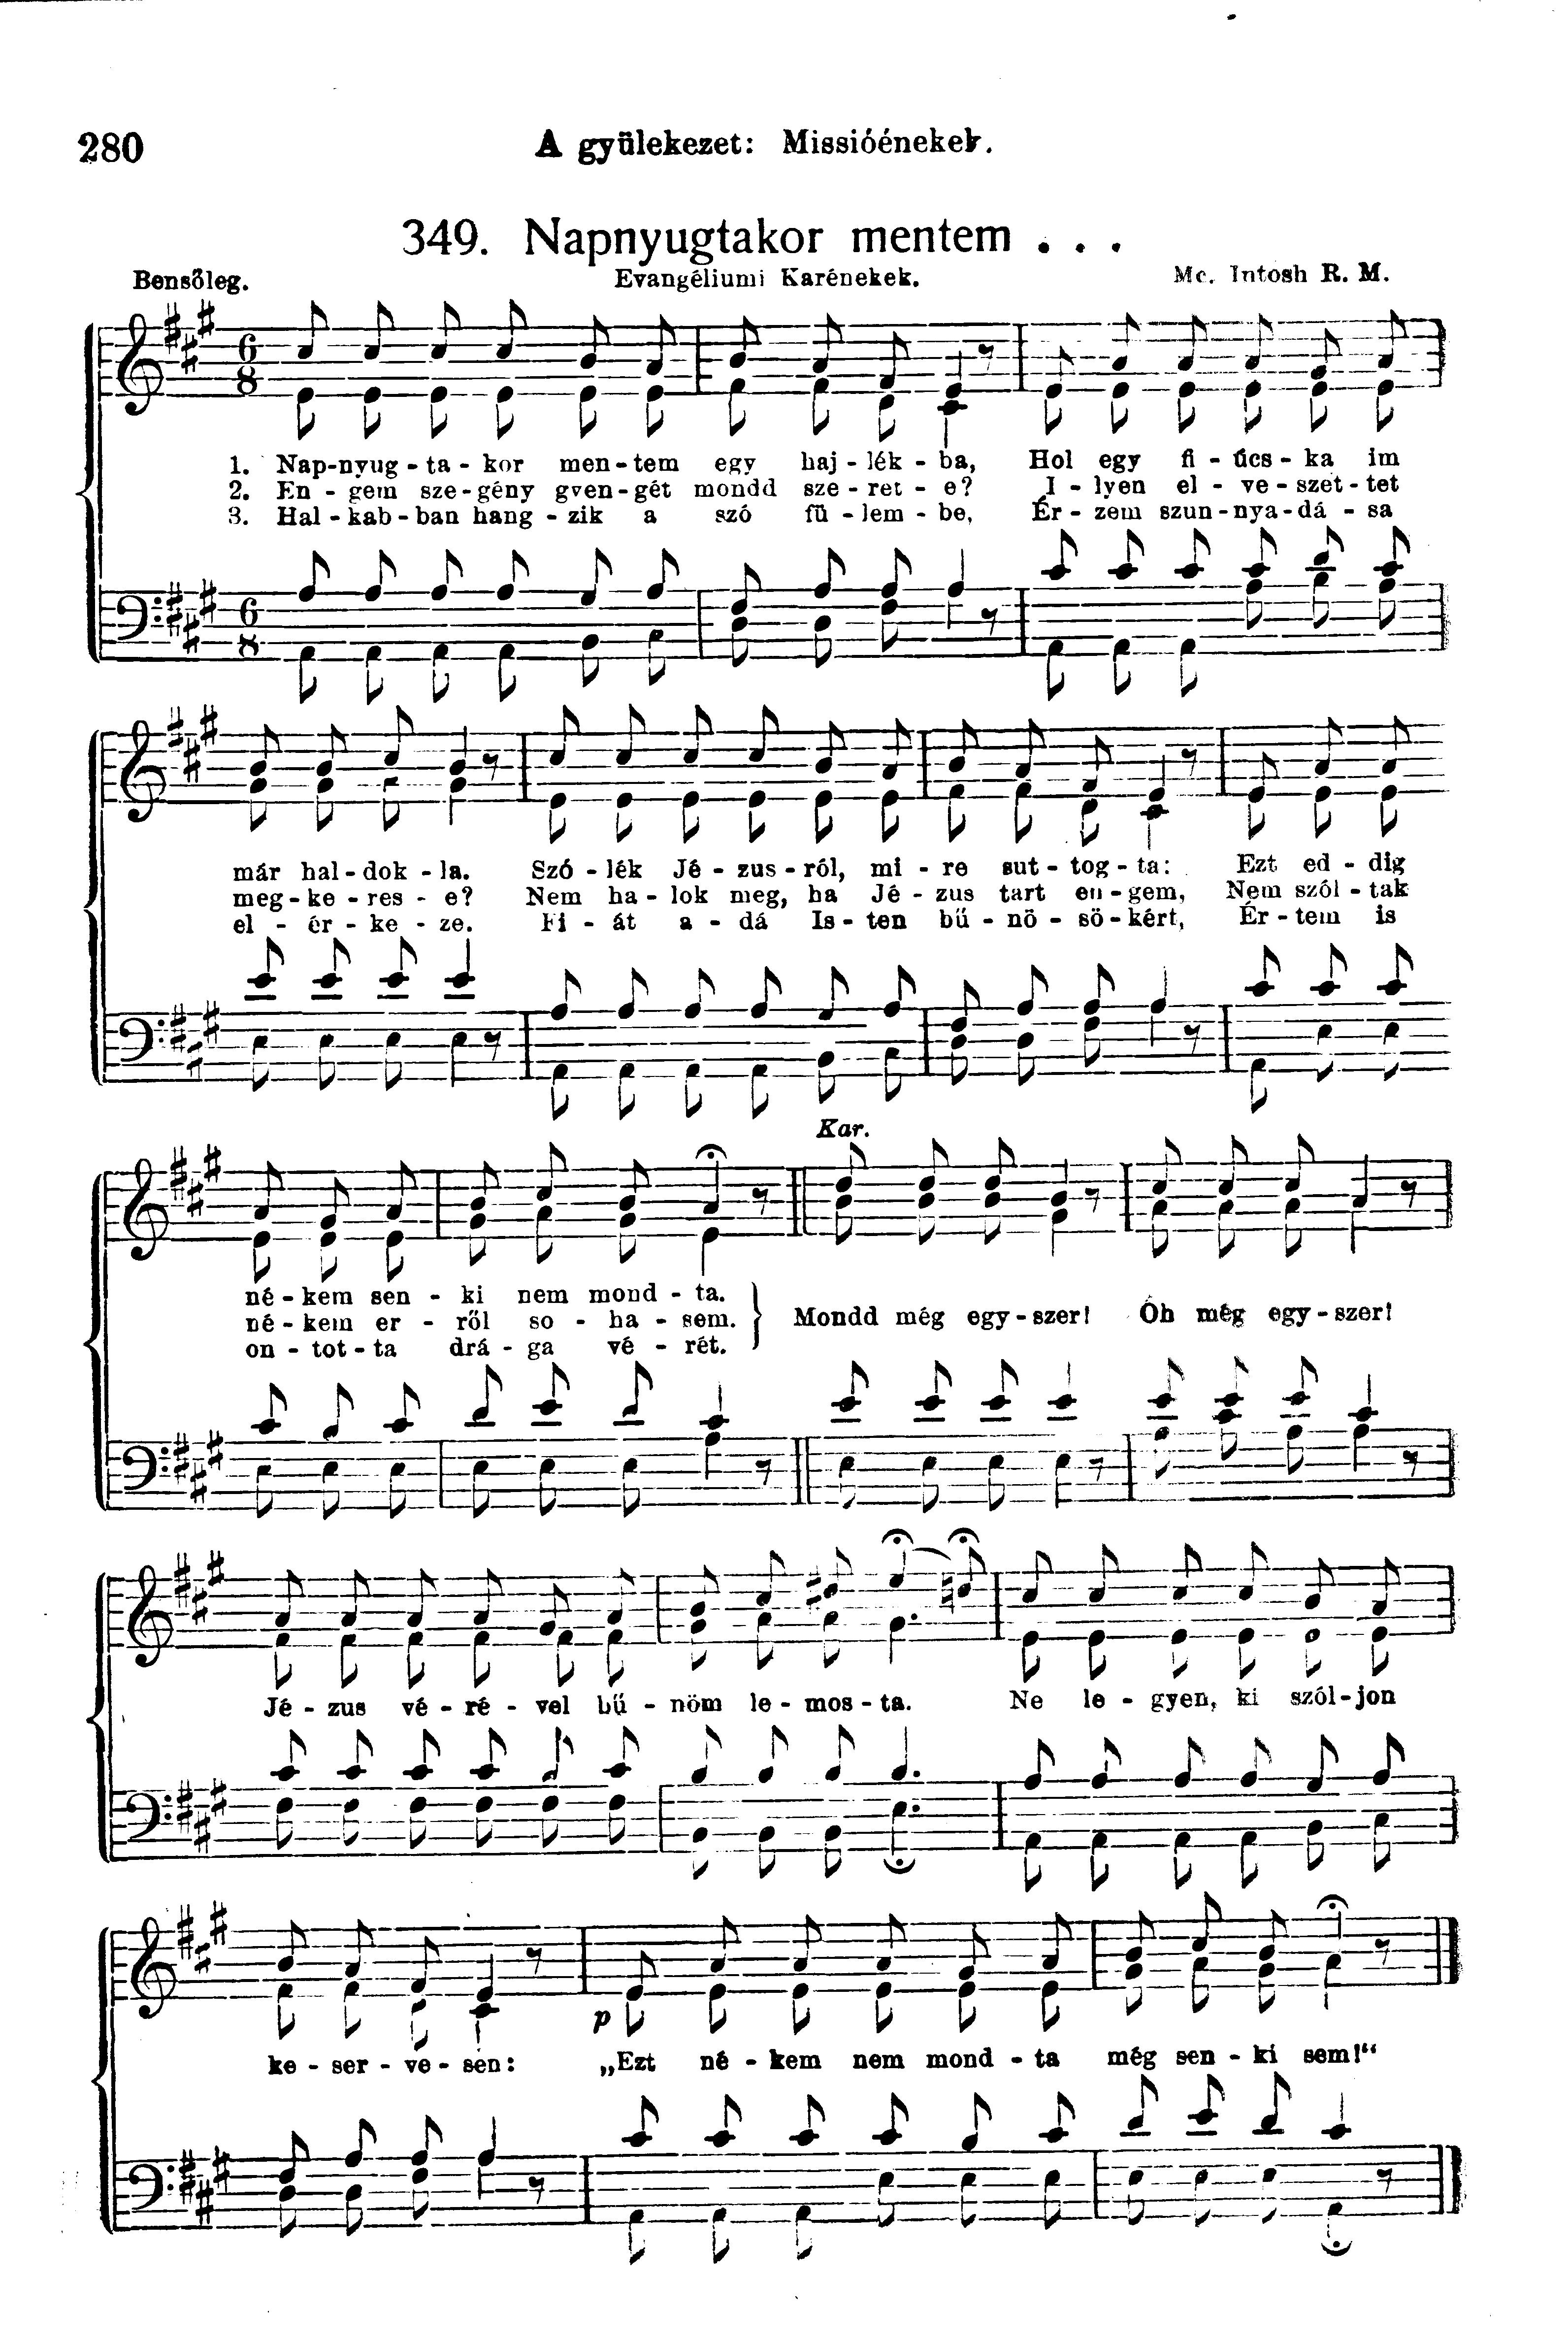 280
A gyülekezet: Missióénekek.
349. Napnyugtakor mentem . . .
Bensőleg.
Evangéliumi Karénekek.
Mc. Intosh R. M.
1. Nap-nyug - ta - kor men - tem egy haj - lék - ba, Hol egy fi - úcs - ka im
2. En - gem sze - gény gyen - gét mondd sze - ret - e? I - lyen el - ve - szet - tet
3. Hal - kab - ban hang - zik a szó fü - lem - be, Ér - zem szun - nya - dá - sa
már hal - dok - la. Szó - lék Jé - zus - ról, mi - re sut - tog - ta: Ezt ed - dig
meg - ke - res - e? Nem ha - lok meg, ha Jé - zus tart en - gem, Nem szól - tak
el - ér - ke - ze. Fi - át a - dá Is - ten bű - nö - sö - kért, Ér - tem is
Kar.
né - kem sen - ki nem mond - ta.
né - kem er - ről so - ha - sem. } Mondd még egy - szer! Óh még egy - szer!
on - tot - ta drá - ga vé - rét.
Jé - zus vé - ré - vel bű - nöm le - mos - ta. Ne le - gyen, ki szól - jon
p
ke - ser - ve - sen: „Ezt né - kem nem mond - ta még sen - ki sem!“